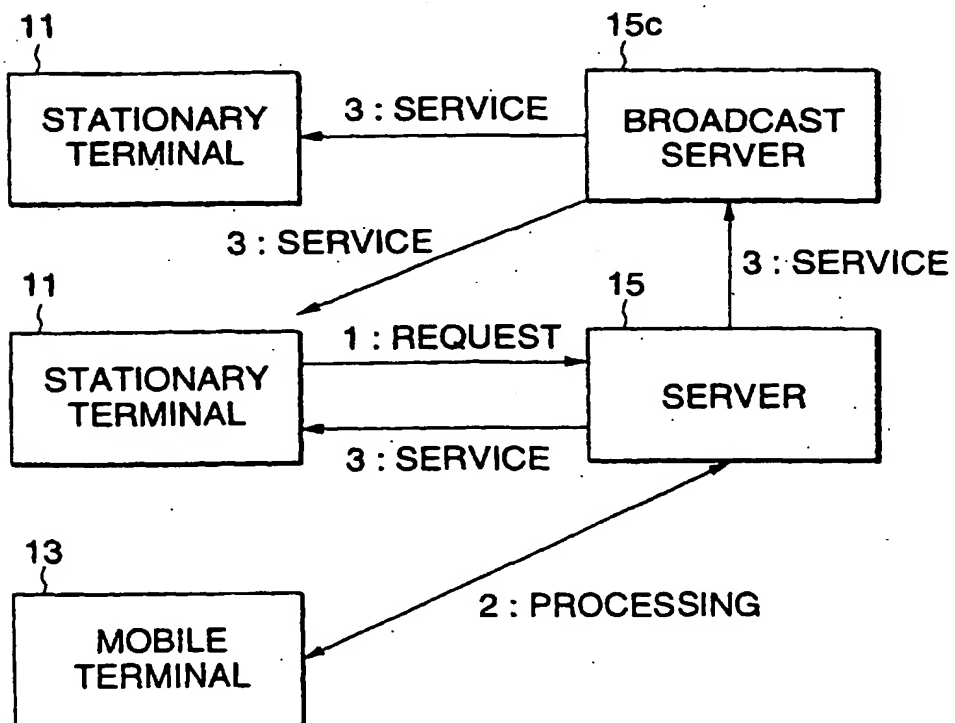 11
15c
STATIONARY
TERMINAL
3 : SERVICE
BROADCAST
SERVER
3 : SERVICE
3 : SERVICE
11
15
STATIONARY
TERMINAL
1 : REQUEST
SERVER
3 : SERVICE
13
2 : PROCESSING
MOBILE
TERMINAL